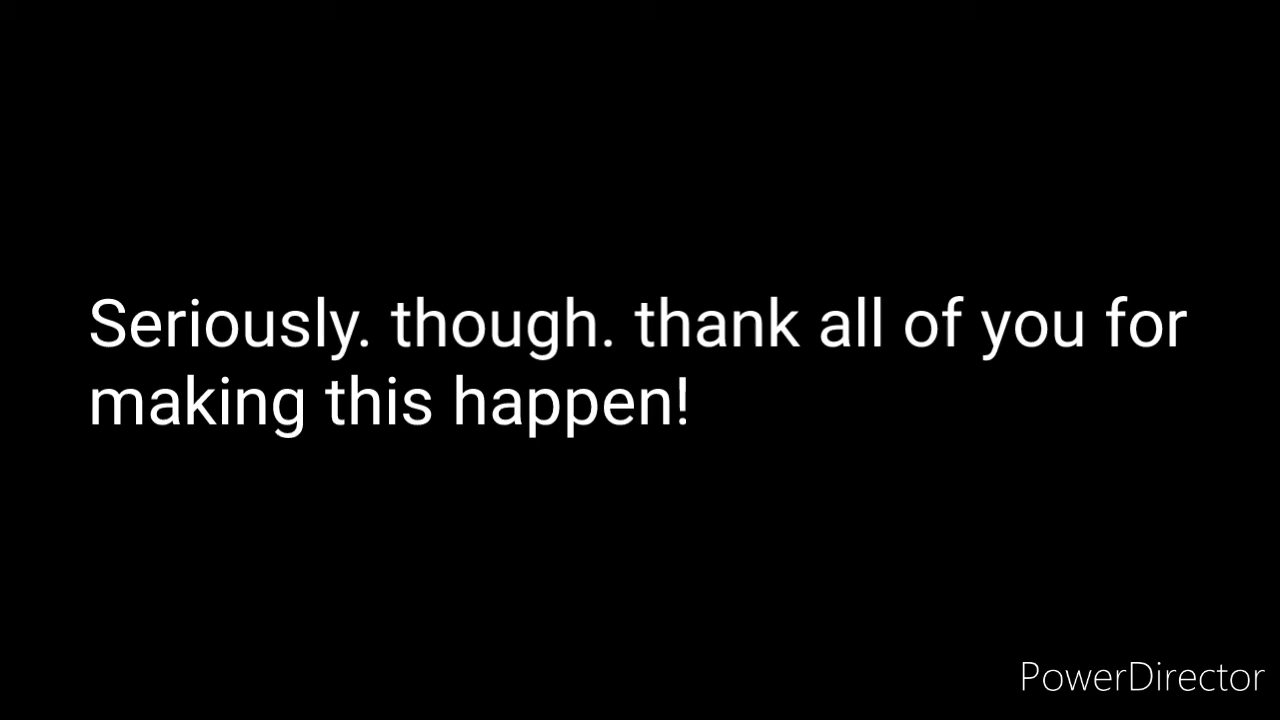 Seriously. though. thank all of you for
making this happen!
PowerDirector